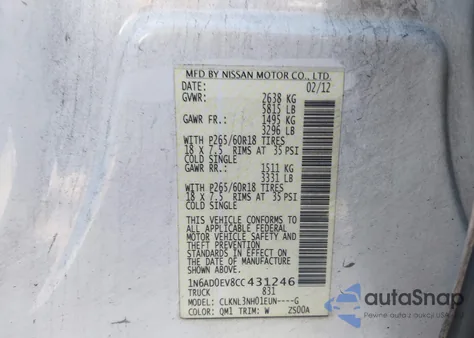 MFD BY NISSAN MOTOR CO., LTD.
DATE: 02/12
GVWR: 2638 KG
5815 LB
GAWR FR.: 1495 KG
3296 LB
WITH P265/60R18 TIRES
18 X 7.5 RIMS AT 35 PSI
COLD SINGLE
GAWR RR.: 1511 KG
3331 LB
WITH P265/60R18 TIRES
18 X 7.5 RIMS AT 35 PSI
COLD SINGLE
THIS VEHICLE CONFORMS TO
ALL APPLICABLE FEDERAL
MOTOR VEHICLE SAFETY AND
THEFT PREVENTION
STANDARDS IN EFFECT ON
THE DATE OF MANUFACTURE
SHOWN ABOVE.
1N6AD0EV8CC431246
TRUCK 831
MODEL: CLKNL3NH01EUN----G
COLOR: QM1 TRIM: W ZS00A
autoSnap